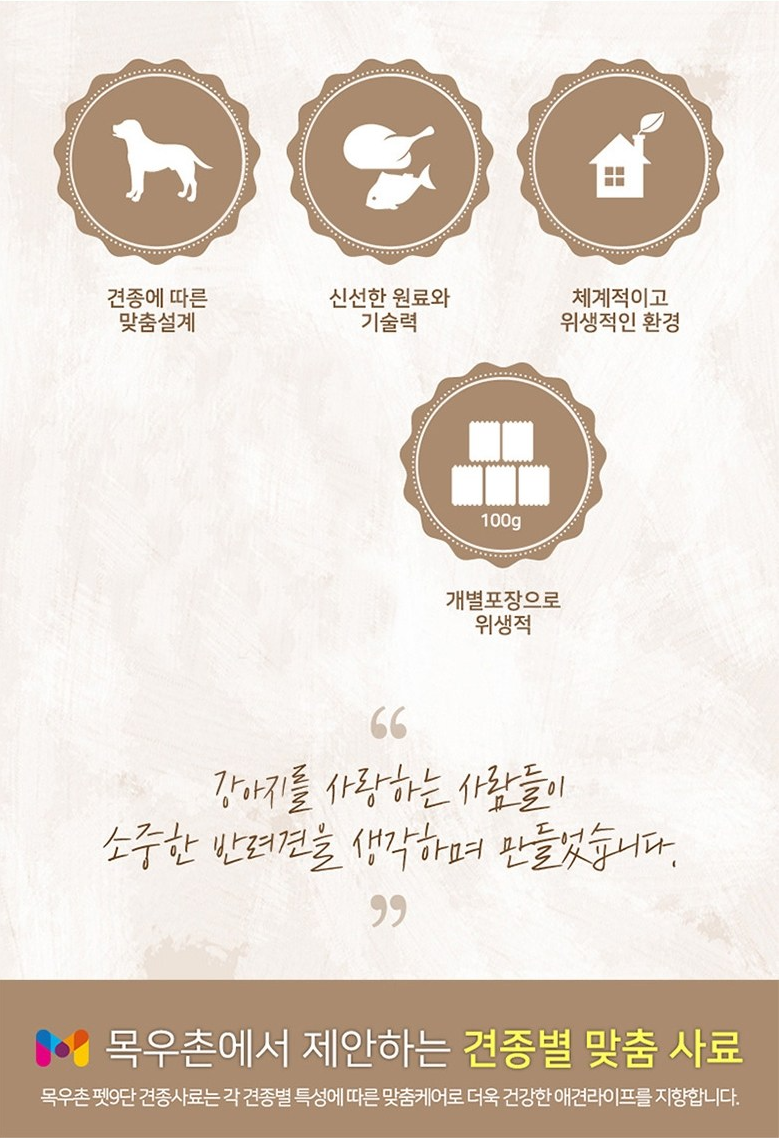 견종에 따른
맞춤설계
신선한 원료와
기술력
체계적이고
위생적인 환경
100g
개별포장으로
위생적
“
강아지를 사랑하는 사람들이
소중한 반려견을 생각하며 만들었습니다.
”
목우촌에서 제안하는 견종별 맞춤 사료
목우촌 펫9단 견종사료는 각 견종별 특성에 따른 맞춤케어로 더욱 건강한 애견라이프를 지향합니다.